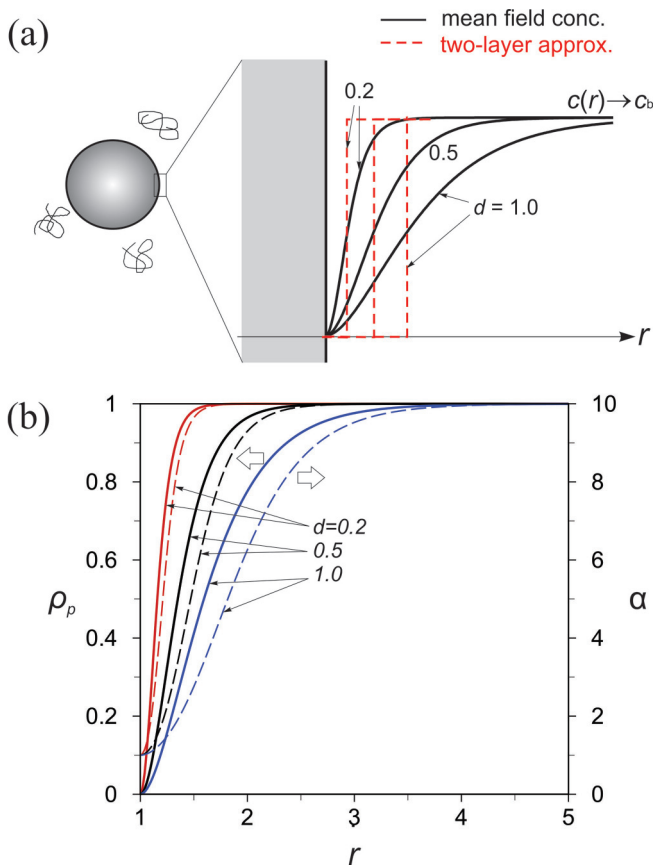 (a)
mean field conc.
two-layer approx.
0.2
c(r)→c_b
0.5
d = 1.0
r
(b)
1
0.8
0.6
0.4
0.2
0
ρ_p
d=0.2
0.5
1.0
10
8
6
4
2
0
α
1
2
3
4
5
r